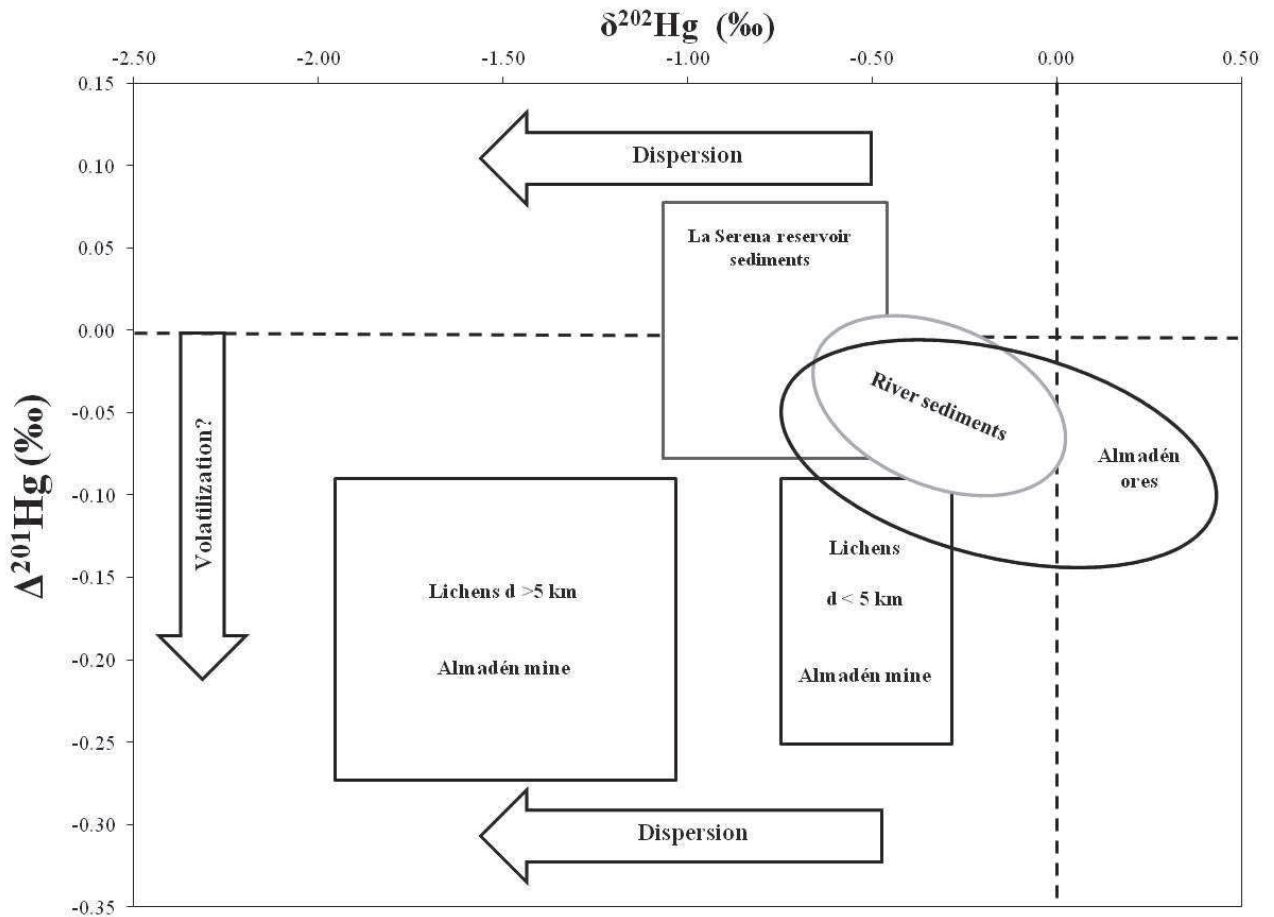 δ²⁰²Hg (‰)
-2.50 -2.00 -1.50 -1.00 -0.50 0.00 0.50
0.15
0.10
0.05
0.00
-0.05
-0.10
-0.15
-0.20
-0.25
-0.30
-0.35
Δ²⁰¹Hg (‰)
Dispersion
La Serena reservoir
sediments
Volatilization?
River sediments
Almadén
ores
Lichens d >5 km
Almadén mine
Lichens
d < 5 km
Almadén mine
Dispersion